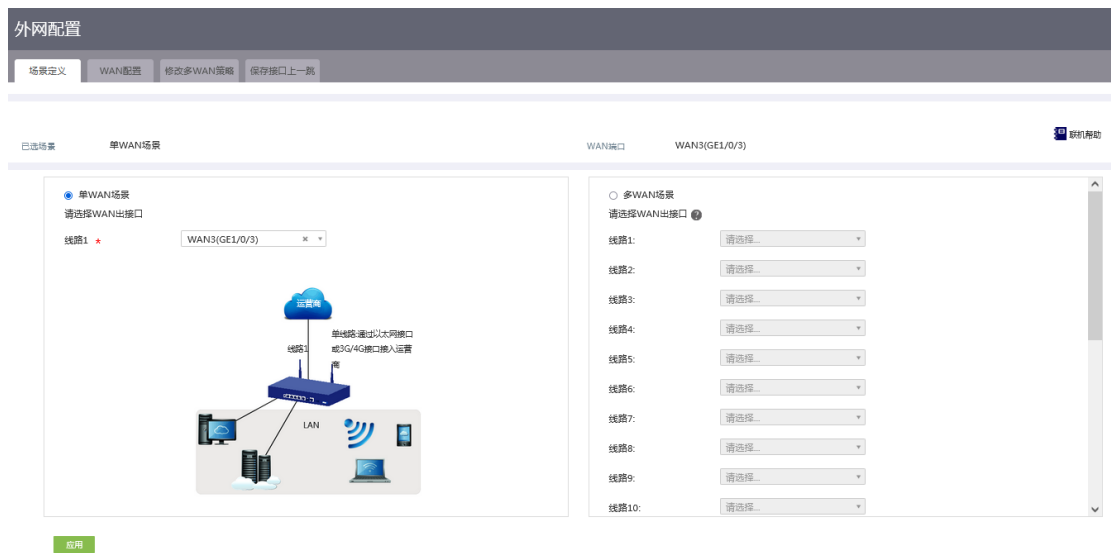 外网配置
场景定义 WAN配置 修改多WAN策略 保存接口上一跳
联机帮助
已选场景 单WAN场景 WAN端口 WAN3(GE1/0/3)
单WAN场景
请选择WAN出接口
线路1 * WAN3(GE1/0/3) × ▾
运营商
线路1
单线路:通过以太网接口
或3G/4G接口接入运营
商
LAN
多WAN场景
请选择WAN出接口 ?
线路1: 请选择...
线路2: 请选择...
线路3: 请选择...
线路4: 请选择...
线路5: 请选择...
线路6: 请选择...
线路7: 请选择...
线路8: 请选择...
线路9: 请选择...
线路10: 请选择...
应用